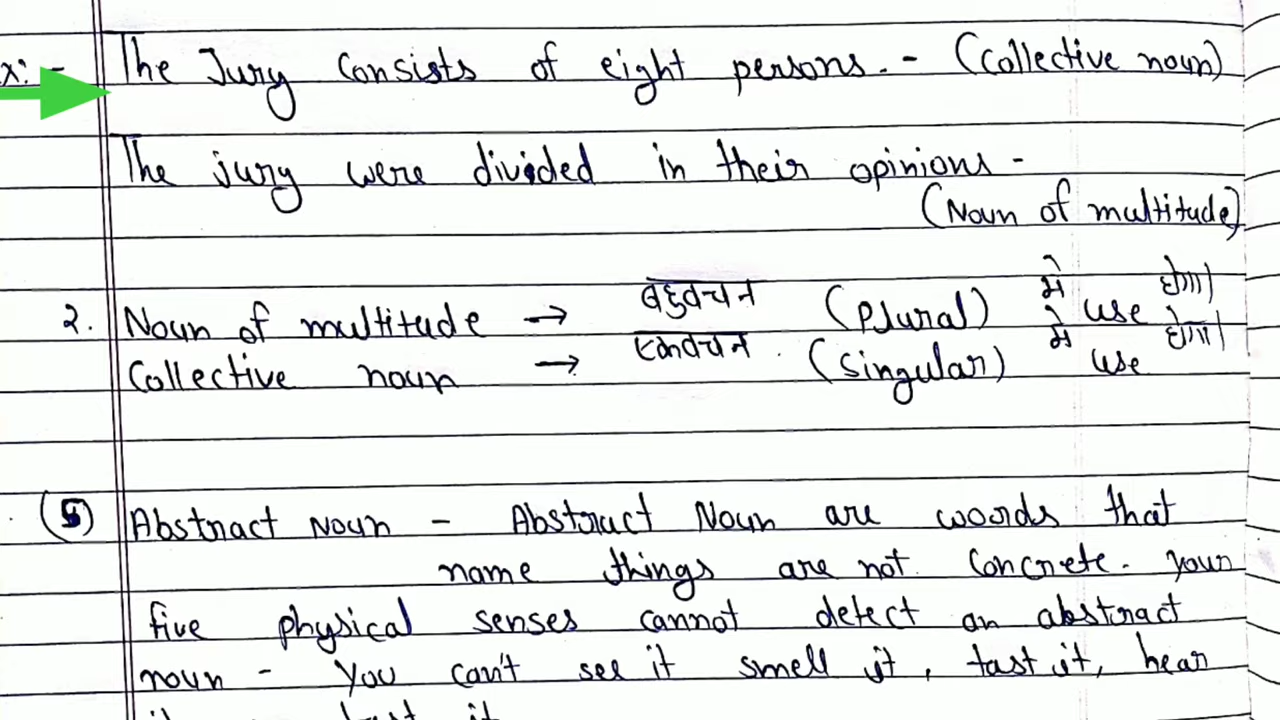 x: -
The Jury consists of eight persons. - (Collective noun)
The jury were divided in their opinions -
(Noun of multitude)
2. Noun of multitude → बहुवचन (Plural) में use होगा
Collective noun → एकवचन. (Singular) में use होगा
(5) Abstract Noun - Abstract Noun are words that
name things are not concrete. your
five physical senses cannot detect an abstract
noun - You can't see it smell it, tast it, hear